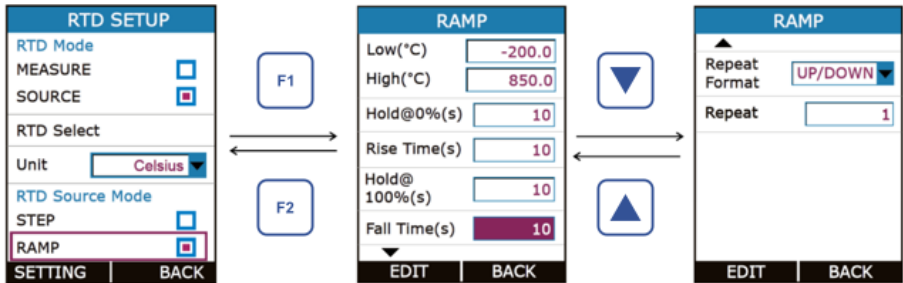 RTD SETUP
RTD Mode
MEASURE
SOURCE
RTD Select
Unit Celsius
RTD Source Mode
STEP
RAMP
SETTING BACK
F1
F2
RAMP
Low(°C) -200.0
High(°C) 850.0
Hold@0%(s) 10
Rise Time(s) 10
Hold@
100%(s) 10
Fall Time(s) 10
EDIT BACK
RAMP
Repeat
Format UP/DOWN
Repeat 1
EDIT BACK